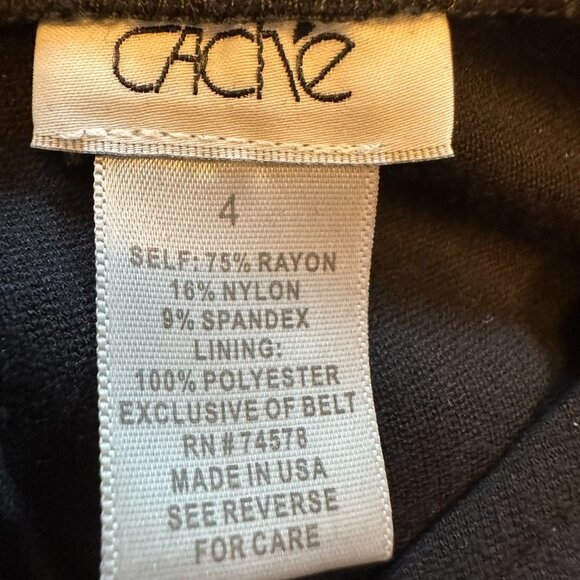 CACHé
4
SELF: 75% RAYON
16% NYLON
9% SPANDEX
LINING:
100% POLYESTER
EXCLUSIVE OF BELT
RN# 74578
MADE IN USA
SEE REVERSE
FOR CARE